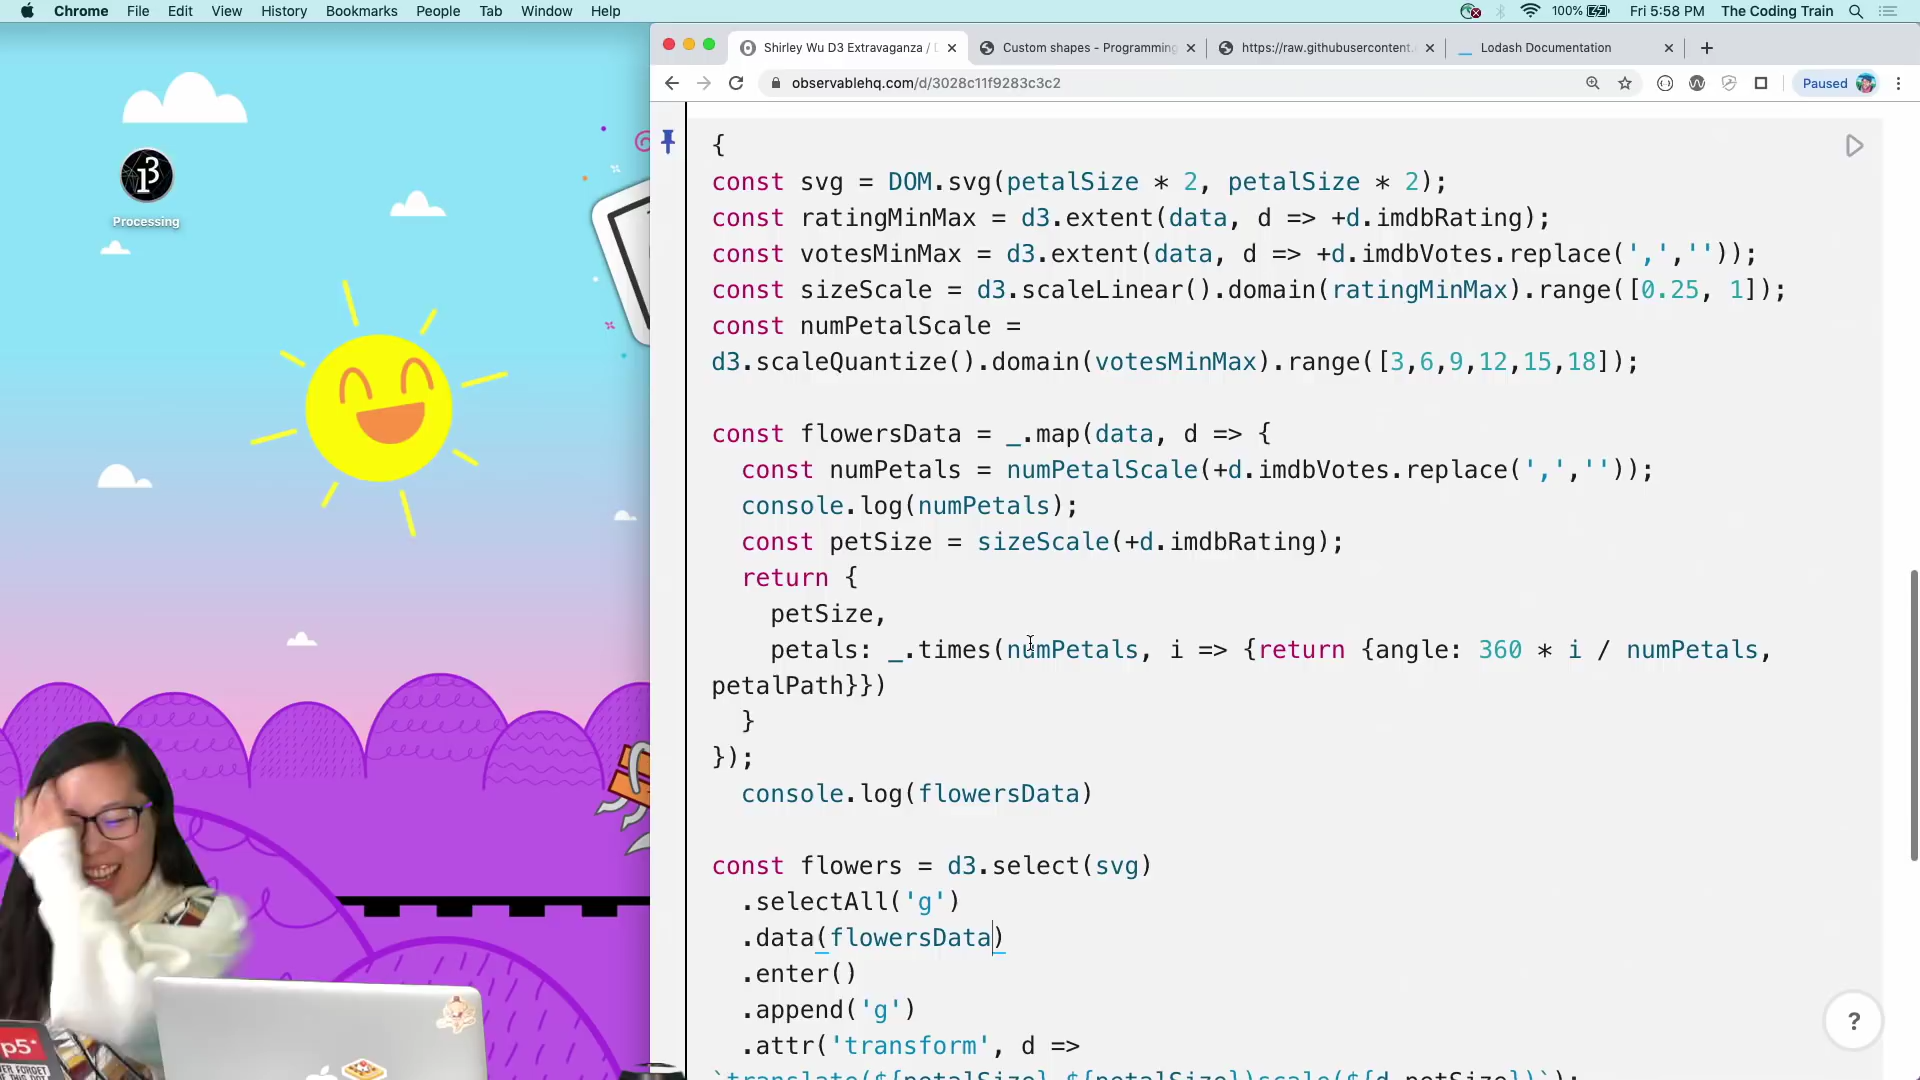 Chrome File Edit View History Bookmarks People Tab Window Help
100% Fri 5:58 PM The Coding Train
Shirley Wu D3 Extravaganza /
Custom shapes - Programming
https://raw.githubusercontent.
Lodash Documentation
observablehq.com/d/3028c11f9283c3c2
Paused
Processing
{
const svg = DOM.svg(petalSize * 2, petalSize * 2);
const ratingMinMax = d3.extent(data, d => +d.imdbRating);
const votesMinMax = d3.extent(data, d => +d.imdbVotes.replace(',',''));
const sizeScale = d3.scaleLinear().domain(ratingMinMax).range([0.25, 1]);
const numPetalScale =
d3.scaleQuantize().domain(votesMinMax).range([3,6,9,12,15,18]);
const flowersData = _.map(data, d => {
const numPetals = numPetalScale(+d.imdbVotes.replace(',',''));
console.log(numPetals);
const petSize = sizeScale(+d.imdbRating);
return {
petSize,
petals: _.times(numPetals, i => {return {angle: 360 * i / numPetals,
petalPath}})
}
});
console.log(flowersData)
const flowers = d3.select(svg)
.selectAll('g')
.data(flowersData)
.enter()
.append('g')
.attr('transform', d =>
`translate(${petalSize},${petalSize})scale(${d.petSize})`);
?
p5*